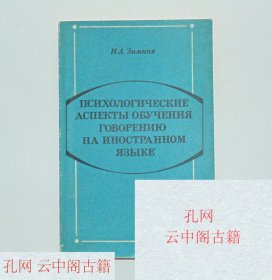 И. А. Зимняя
ПСИХОЛОГИЧЕСКИЕ
АСПЕКТЫ ОБУЧЕНИЯ
ГОВОРЕНИЮ
НА ИНОСТРАННОМ
ЯЗЫКЕ
孔网
云中阁古籍
孔网
云中阁古籍